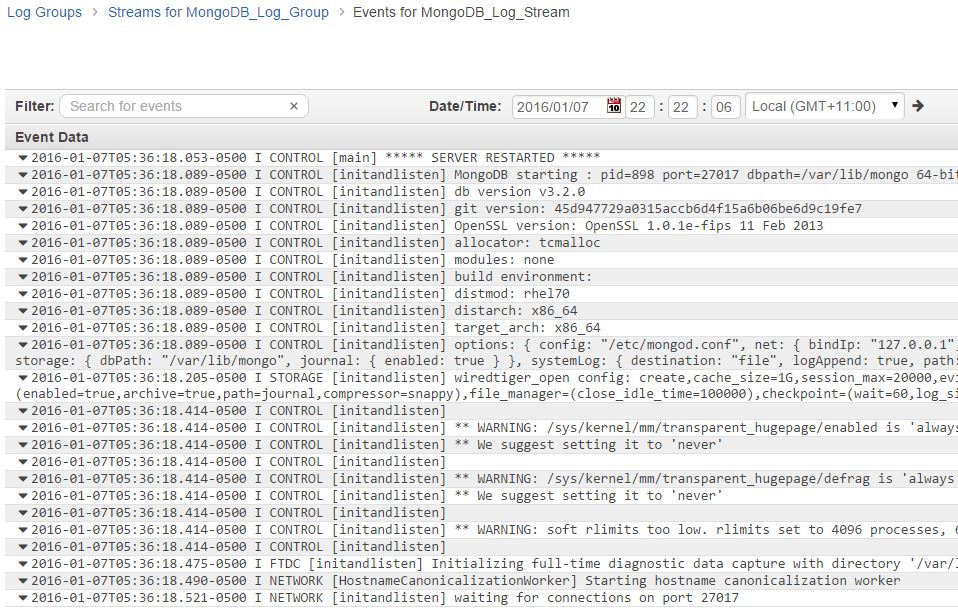 Log Groups > Streams for MongoDB_Log_Group > Events for MongoDB_Log_Stream
Filter: Search for events × Date/Time: 2016/01/07 10 22 : 22 : 06 Local (GMT+11:00)
Event Data
2016-01-07T05:36:18.053-0500 I CONTROL [main] ***** SERVER RESTARTED *****
2016-01-07T05:36:18.089-0500 I CONTROL [initandlisten] MongoDB starting : pid=898 port=27017 dbpath=/var/lib/mongo 64-bit
2016-01-07T05:36:18.089-0500 I CONTROL [initandlisten] db version v3.2.0
2016-01-07T05:36:18.089-0500 I CONTROL [initandlisten] git version: 45d947729a0315accb6d4f15a6b06be6d9c19fe7
2016-01-07T05:36:18.089-0500 I CONTROL [initandlisten] OpenSSL version: OpenSSL 1.0.1e-fips 11 Feb 2013
2016-01-07T05:36:18.089-0500 I CONTROL [initandlisten] allocator: tcmalloc
2016-01-07T05:36:18.089-0500 I CONTROL [initandlisten] modules: none
2016-01-07T05:36:18.089-0500 I CONTROL [initandlisten] build environment:
2016-01-07T05:36:18.089-0500 I CONTROL [initandlisten] distmod: rhel70
2016-01-07T05:36:18.089-0500 I CONTROL [initandlisten] distarch: x86_64
2016-01-07T05:36:18.089-0500 I CONTROL [initandlisten] target_arch: x86_64
2016-01-07T05:36:18.089-0500 I CONTROL [initandlisten] options: { config: "/etc/mongod.conf", net: { bindIp: "127.0.0.1",
storage: { dbPath: "/var/lib/mongo", journal: { enabled: true } }, systemLog: { destination: "file", logAppend: true, path:
2016-01-07T05:36:18.205-0500 I STORAGE [initandlisten] wiredtiger_open config: create,cache_size=1G,session_max=20000,evi
(enabled=true,archive=true,path=journal,compressor=snappy),file_manager=(close_idle_time=100000),checkpoint=(wait=60,log_si
2016-01-07T05:36:18.414-0500 I CONTROL [initandlisten]
2016-01-07T05:36:18.414-0500 I CONTROL [initandlisten] ** WARNING: /sys/kernel/mm/transparent_hugepage/enabled is 'always
2016-01-07T05:36:18.414-0500 I CONTROL [initandlisten] ** We suggest setting it to 'never'
2016-01-07T05:36:18.414-0500 I CONTROL [initandlisten]
2016-01-07T05:36:18.414-0500 I CONTROL [initandlisten] ** WARNING: /sys/kernel/mm/transparent_hugepage/defrag is 'always
2016-01-07T05:36:18.414-0500 I CONTROL [initandlisten] ** We suggest setting it to 'never'
2016-01-07T05:36:18.414-0500 I CONTROL [initandlisten]
2016-01-07T05:36:18.414-0500 I CONTROL [initandlisten] ** WARNING: soft rlimits too low. rlimits set to 4096 processes, 6
2016-01-07T05:36:18.414-0500 I CONTROL [initandlisten]
2016-01-07T05:36:18.475-0500 I FTDC [initandlisten] Initializing full-time diagnostic data capture with directory '/var/l
2016-01-07T05:36:18.490-0500 I NETWORK [HostnameCanonicalizationWorker] Starting hostname canonicalization worker
2016-01-07T05:36:18.521-0500 I NETWORK [initandlisten] waiting for connections on port 27017